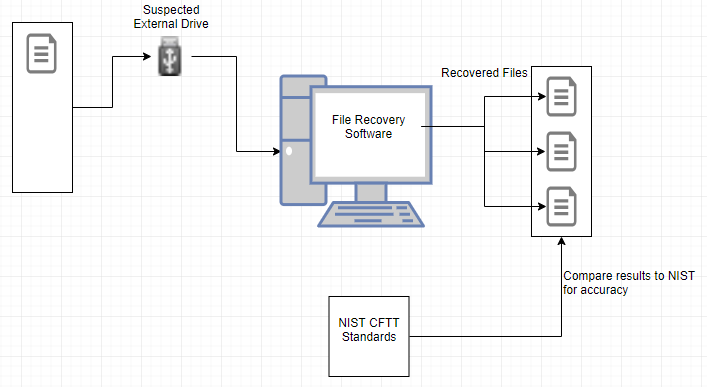 Suspected
External Drive
Recovered Files
File Recovery
Software
Compare results to NIST
for accuracy
NIST CFTT
Standards